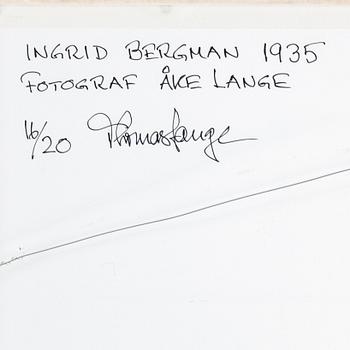 INGRID BERGMAN 1935
FOTOGRAF ÅKE LANGE
16/20 Thomas Lange